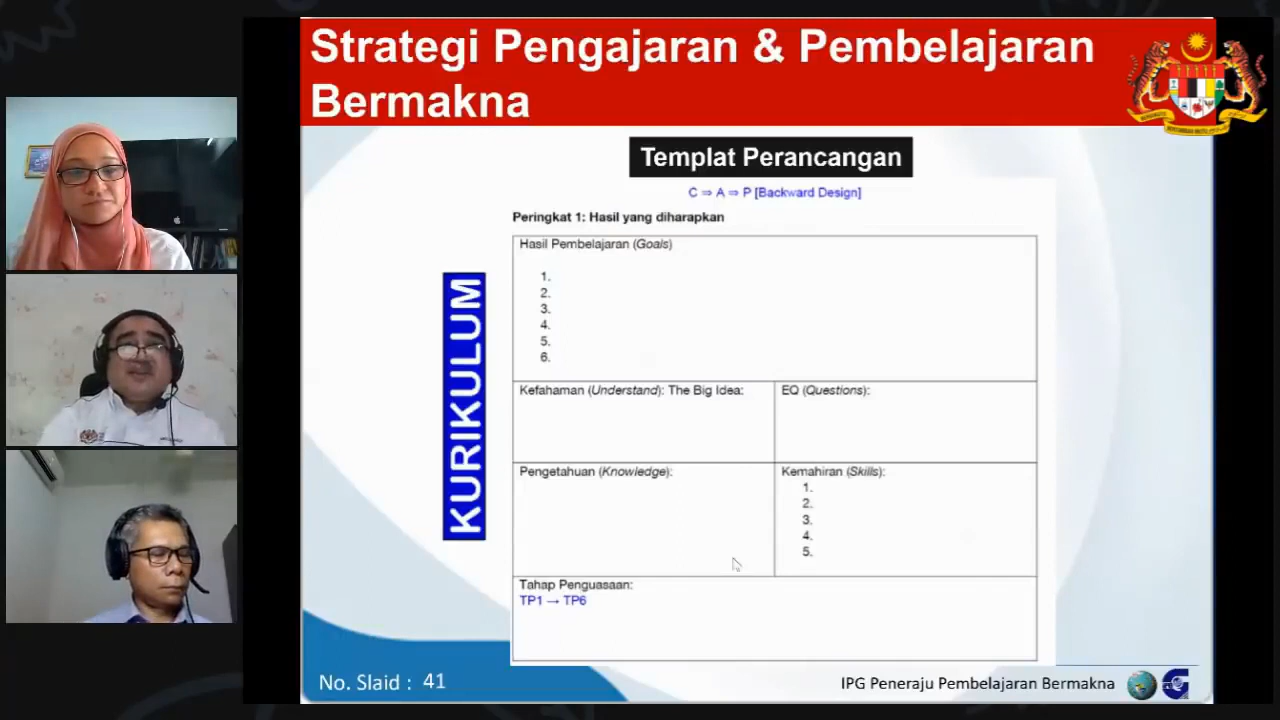 Strategi Pengajaran & Pembelajaran
Bermakna
Templat Perancangan
C ⇒ A ⇒ P [Backward Design]
Peringkat 1: Hasil yang diharapkan
KURIKULUM
Hasil Pembelajaran (Goals)
1.
2.
3.
4.
5.
6.
Kefahaman (Understand): The Big Idea:
EQ (Questions):
Pengetahuan (Knowledge):
Kemahiran (Skills):
1.
2.
3.
4.
5.
Tahap Penguasaan:
TP1 → TP6
No. Slaid : 41
IPG Peneraju Pembelajaran Bermakna